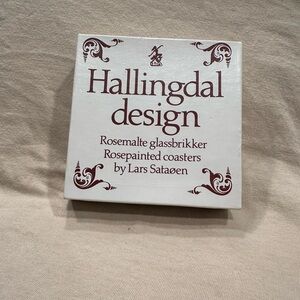 Hallingdal
design
Rosemalte glassbrikker
Rosepainted coasters
by Lars Sataøen